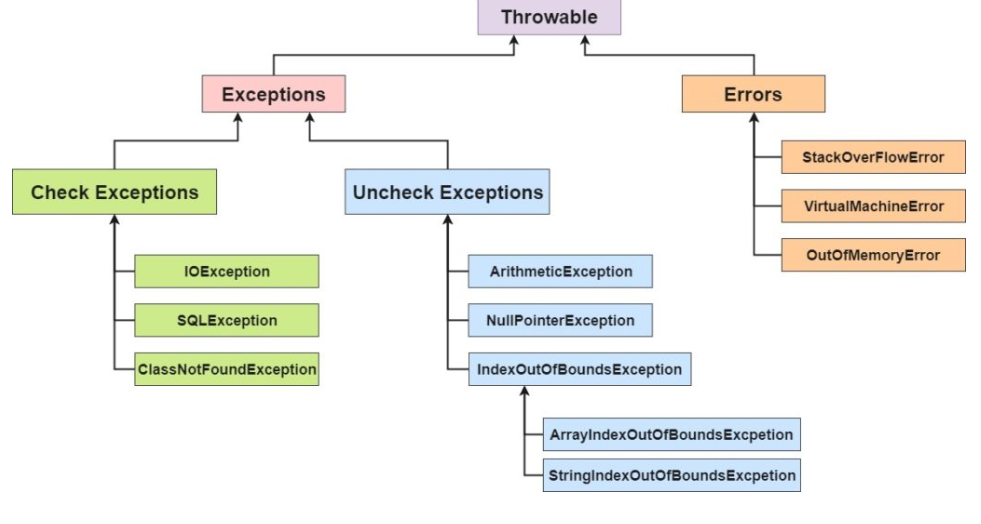 Throwable
Exceptions
Errors
StackOverFlowError
VirtualMachineError
OutOfMemoryError
Check Exceptions
Uncheck Exceptions
IOException
SQLException
ClassNotFoundException
ArithmeticException
NullPointerException
IndexOutOfBoundsException
ArrayIndexOutOfBoundsExcpetion
StringIndexOutOfBoundsExcpetion